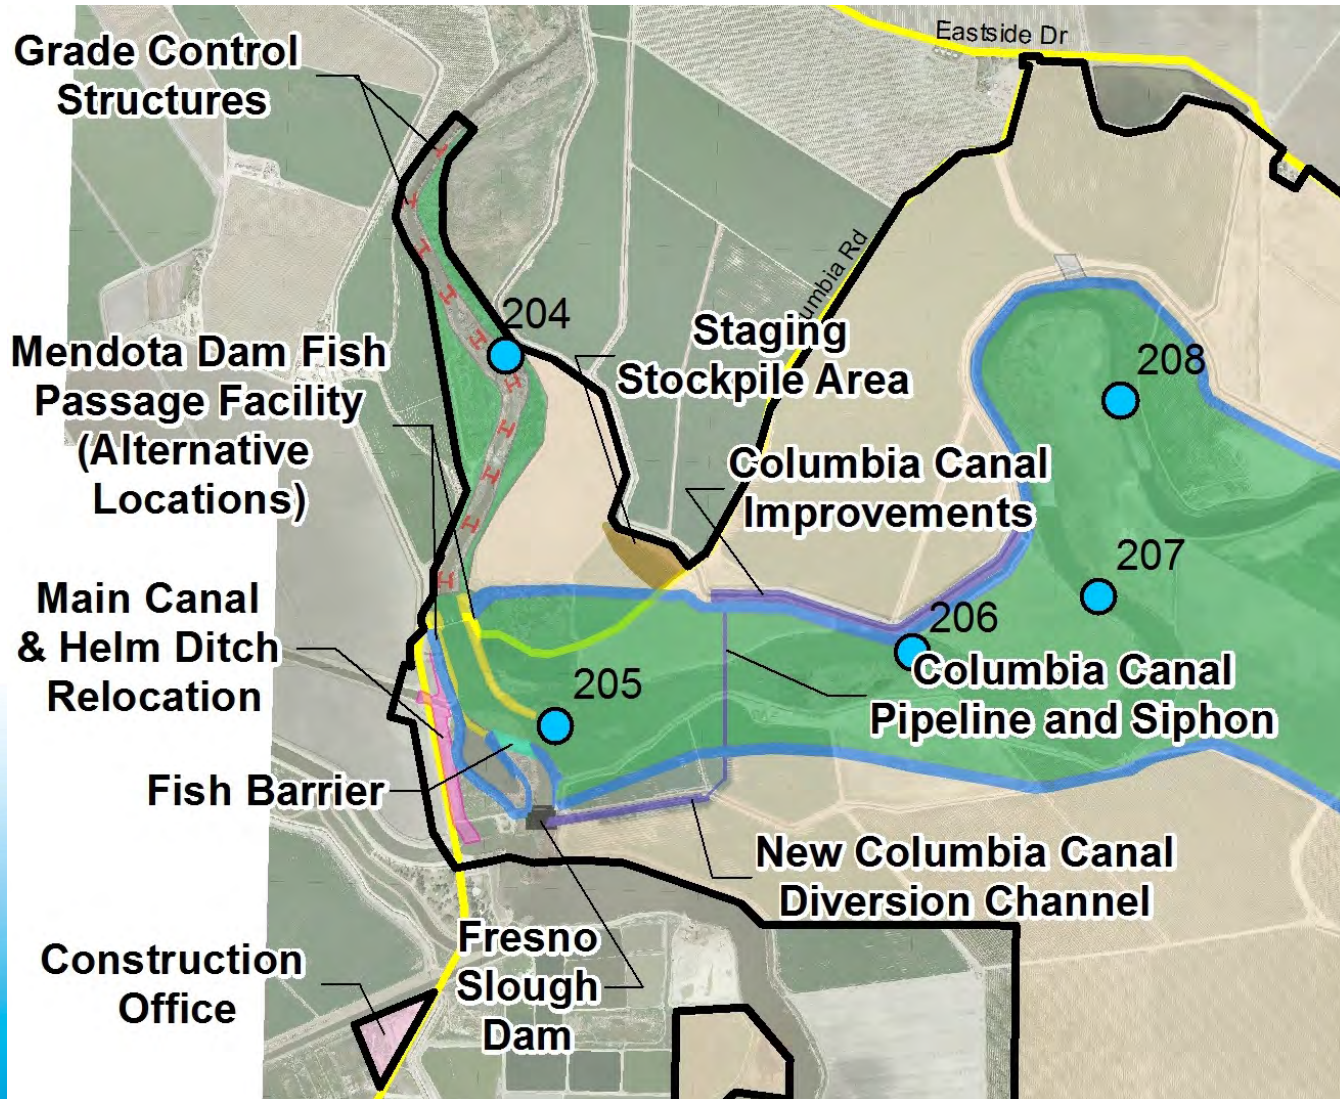 Eastside Dr
Grade Control
Structures
204
umbia Rd
Staging
Stockpile Area
Mendota Dam Fish
Passage Facility
(Alternative
Locations)
208
Columbia Canal
Improvements
207
Main Canal
& Helm Ditch
Relocation
206
205
Columbia Canal
Pipeline and Siphon
Fish Barrier
New Columbia Canal
Diversion Channel
Construction
Office
Fresno
Slough
Dam